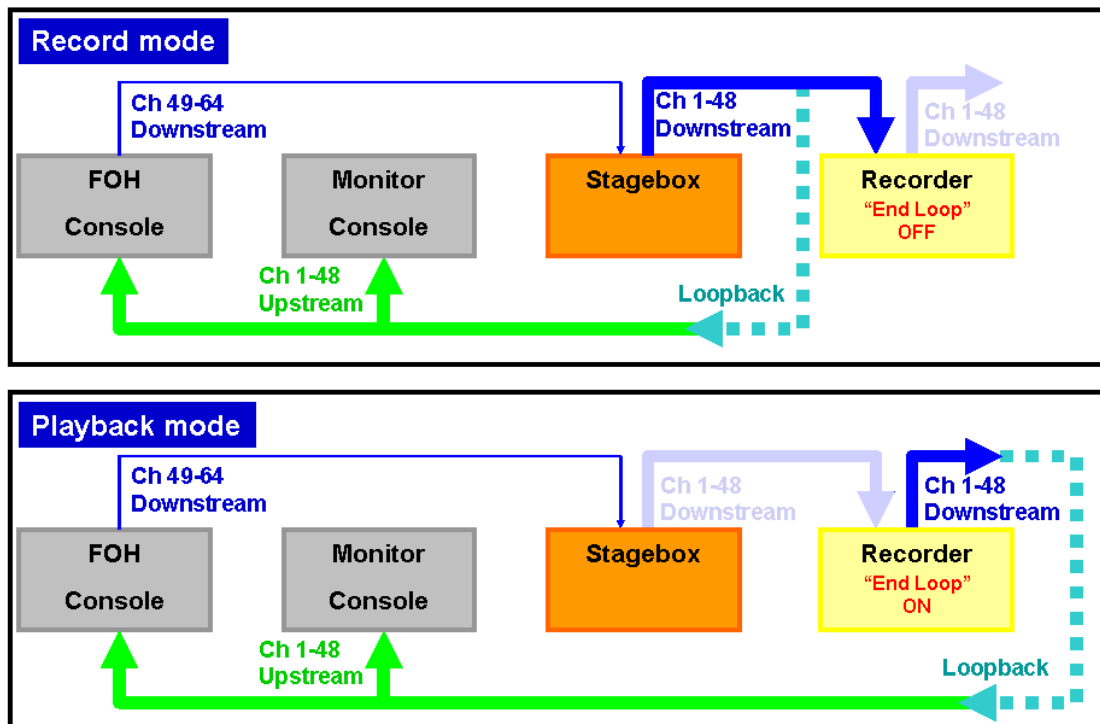 Record mode
Ch 49-64
Downstream
Ch 1-48
Downstream
Ch 1-48
Downstream
FOH
Console
Monitor
Console
Stagebox
Recorder
“End Loop”
OFF
Ch 1-48
Upstream
Loopback
Playback mode
Ch 49-64
Downstream
Ch 1-48
Downstream
Ch 1-48
Downstream
FOH
Console
Monitor
Console
Stagebox
Recorder
“End Loop”
ON
Ch 1-48
Upstream
Loopback